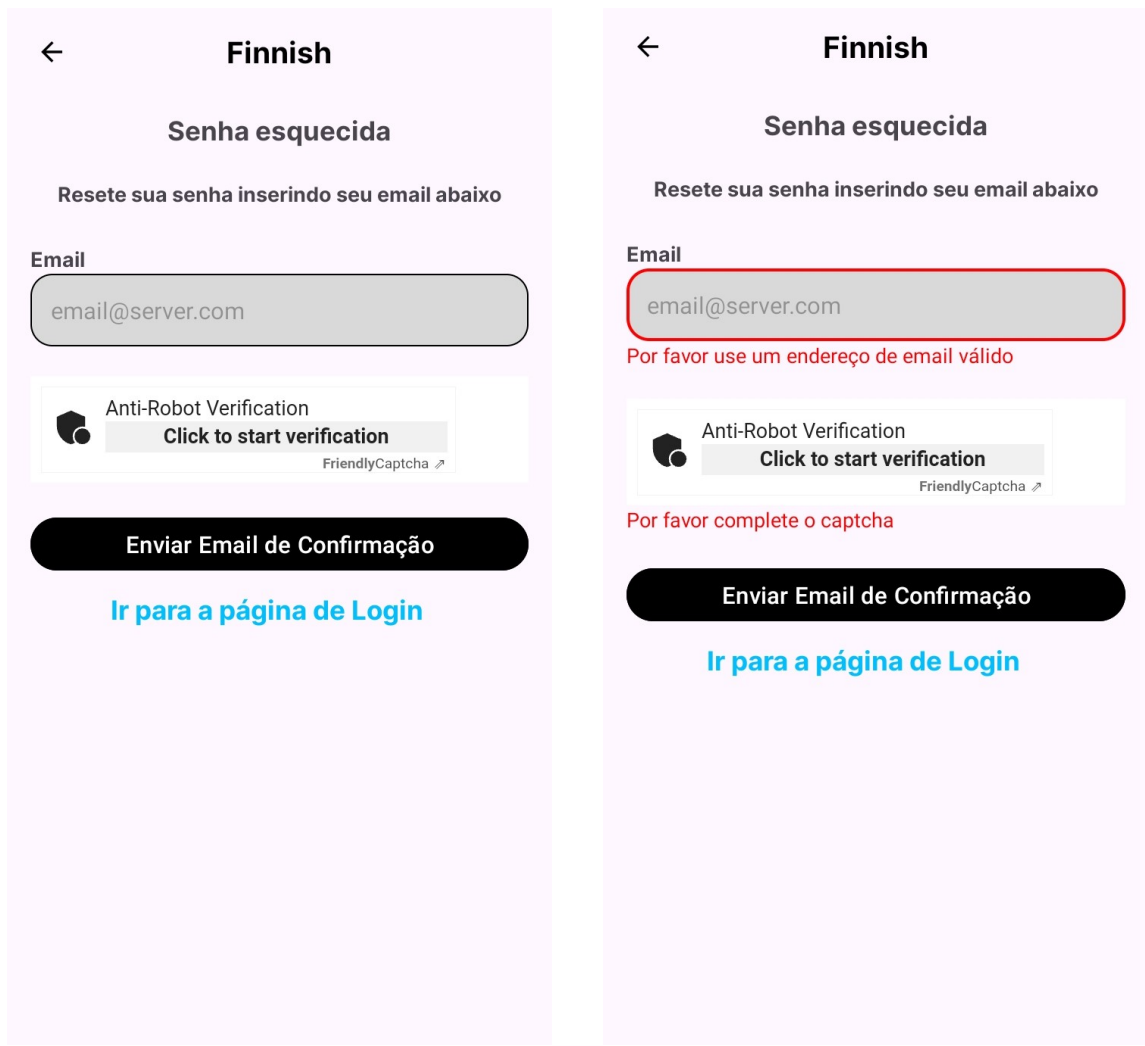 Finnish
Senha esquecida
Resete sua senha inserindo seu email abaixo
Email
email@server.com
Anti-Robot Verification
Click to start verification
FriendlyCaptcha ⇗
Enviar Email de Confirmação
Ir para a página de Login
Finnish
Senha esquecida
Resete sua senha inserindo seu email abaixo
Email
email@server.com
Por favor use um endereço de email válido
Anti-Robot Verification
Click to start verification
FriendlyCaptcha ⇗
Por favor complete o captcha
Enviar Email de Confirmação
Ir para a página de Login